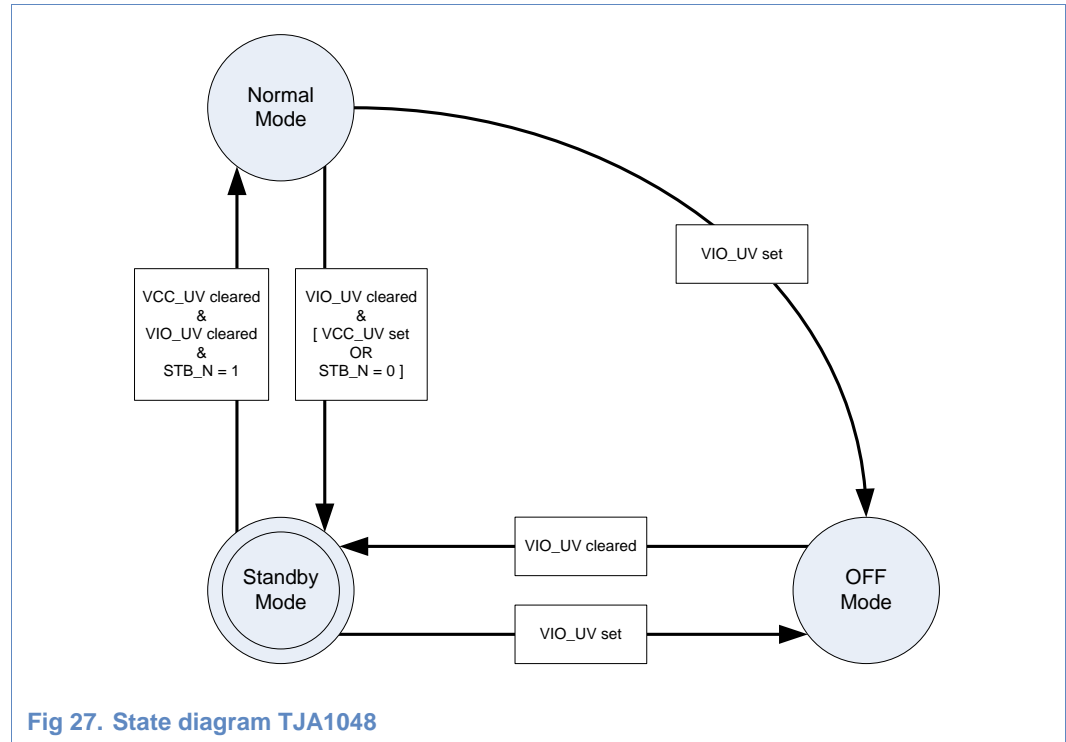 Normal
Mode
VIO_UV set
VCC_UV cleared
&
VIO_UV cleared
&
STB_N = 1
VIO_UV cleared
&
[ VCC_UV set
OR
STB_N = 0 ]
VIO_UV cleared
Standby
Mode
OFF
Mode
VIO_UV set
Fig 27. State diagram TJA1048